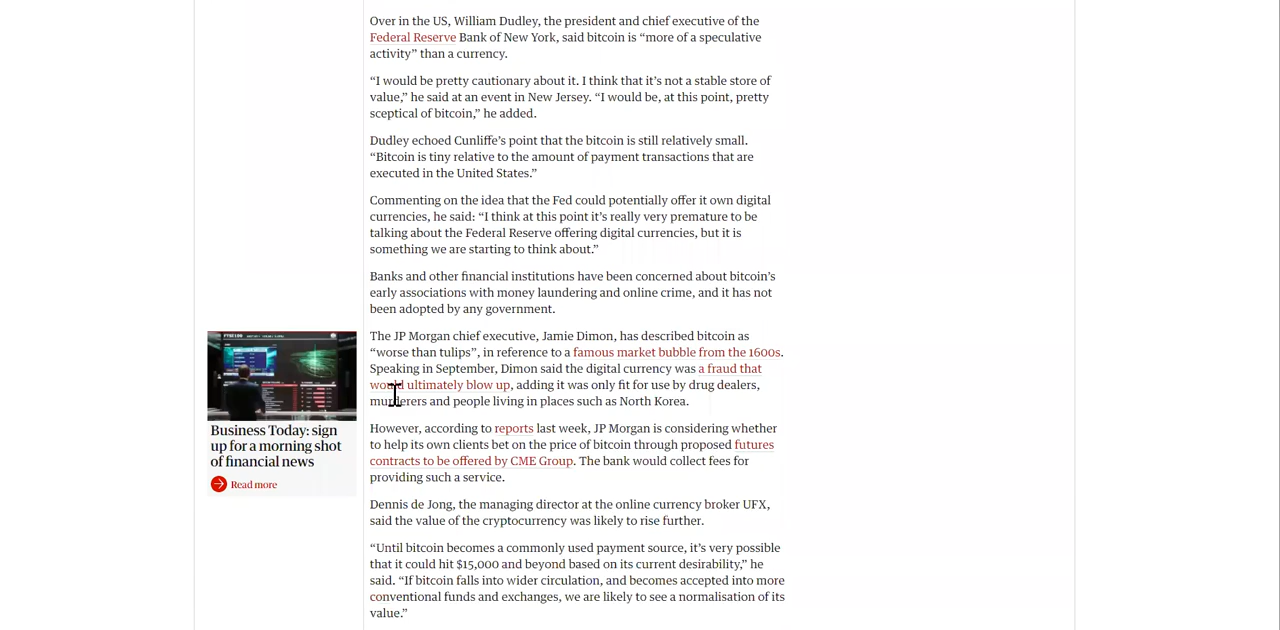 Over in the US, William Dudley, the president and chief executive of the
Federal Reserve Bank of New York, said bitcoin is “more of a speculative
activity” than a currency.
“I would be pretty cautionary about it. I think that it’s not a stable store of
value,” he said at an event in New Jersey. “I would be, at this point, pretty
sceptical of bitcoin,” he added.
Dudley echoed Cunliffe’s point that the bitcoin is still relatively small.
“Bitcoin is tiny relative to the amount of payment transactions that are
executed in the United States.”
Commenting on the idea that the Fed could potentially offer it own digital
currencies, he said: “I think at this point it’s really very premature to be
talking about the Federal Reserve offering digital currencies, but it is
something we are starting to think about.”
Banks and other financial institutions have been concerned about bitcoin’s
early associations with money laundering and online crime, and it has not
been adopted by any government.
The JP Morgan chief executive, Jamie Dimon, has described bitcoin as
“worse than tulips”, in reference to a famous market bubble from the 1600s.
Speaking in September, Dimon said the digital currency was a fraud that
would ultimately blow up, adding it was only fit for use by drug dealers,
murderers and people living in places such as North Korea.
Business Today: sign
up for a morning shot
of financial news
Read more
However, according to reports last week, JP Morgan is considering whether
to help its own clients bet on the price of bitcoin through proposed futures
contracts to be offered by CME Group. The bank would collect fees for
providing such a service.
Dennis de Jong, the managing director at the online currency broker UFX,
said the value of the cryptocurrency was likely to rise further.
“Until bitcoin becomes a commonly used payment source, it’s very possible
that it could hit $15,000 and beyond based on its current desirability,” he
said. “If bitcoin falls into wider circulation, and becomes accepted into more
conventional funds and exchanges, we are likely to see a normalisation of its
value.”